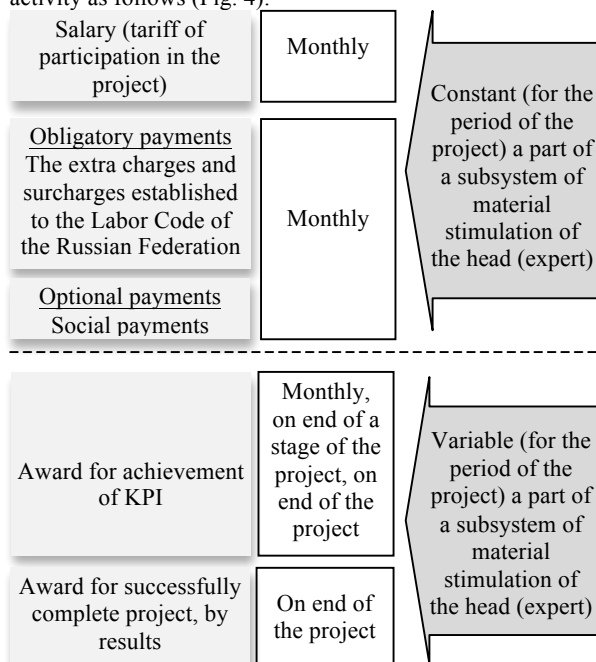 activity as follows (Fig. 4).
Salary (tariff of
participation in the
project)
Monthly
Obligatory payments
The extra charges and
surcharges established
to the Labor Code of
the Russian Federation
Monthly
Optional payments
Social payments
Constant (for the
period of the
project) a part of
a subsystem of
material
stimulation of
the head (expert)
Award for achievement
of KPI
Monthly,
on end of a
stage of the
project, on
end of the
project
Award for successfully
complete project, by
results
On end of
the project
Variable (for the
period of the
project) a part of
a subsystem of
material
stimulation of
the head (expert)